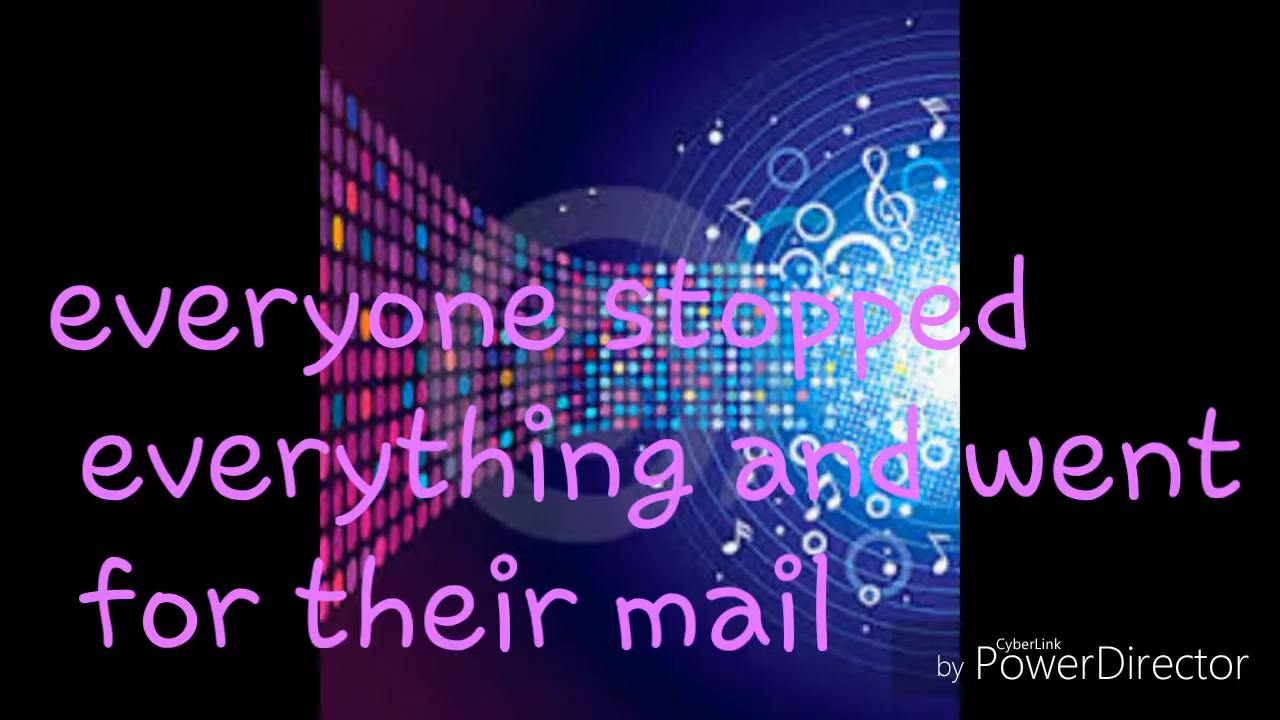 everyone stopped
everything and went
for their mail
CyberLink
by PowerDirector